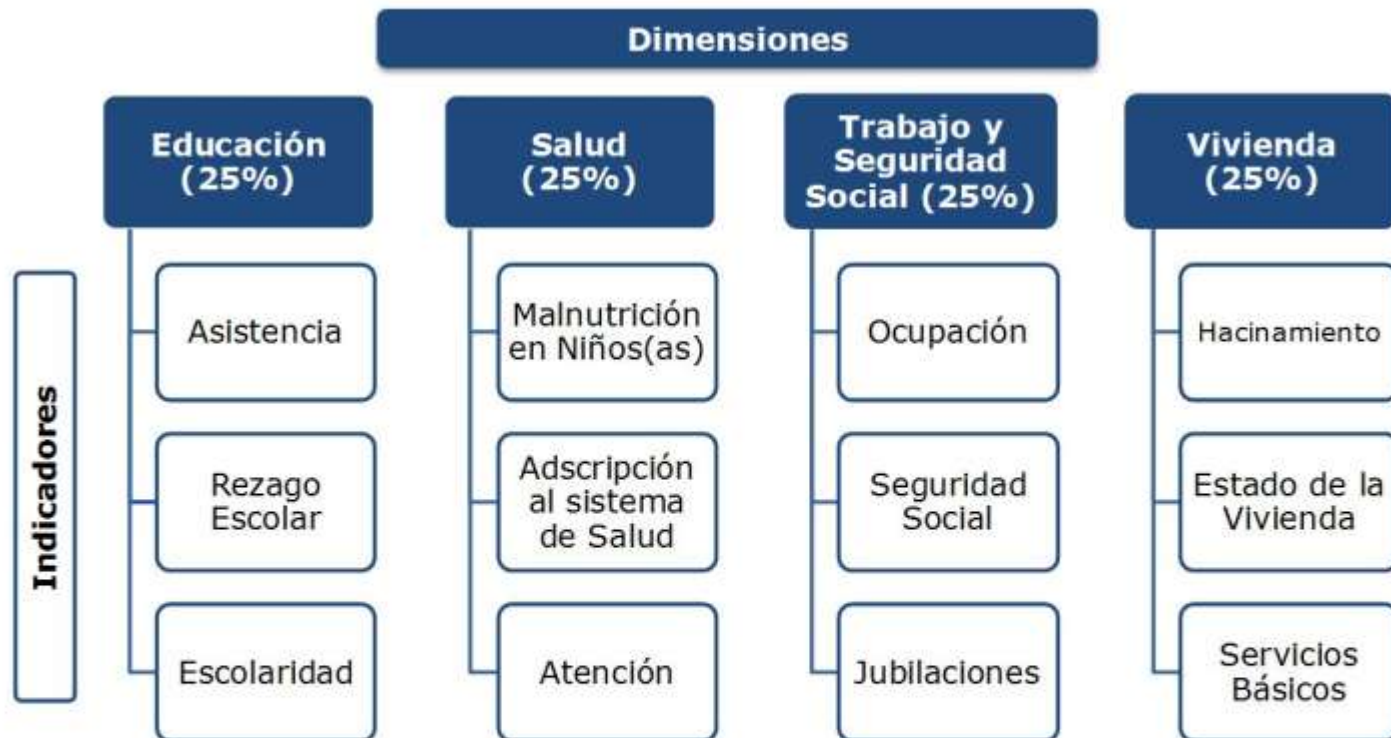 Dimensiones
Educación
(25%)
Salud
(25%)
Trabajo y
Seguridad
Social (25%)
Vivienda
(25%)
Indicadores
Asistencia
Malnutrición
en Niños(as)
Ocupación
Hacinamiento
Rezago
Escolar
Adscripción
al sistema
de Salud
Seguridad
Social
Estado de la
Vivienda
Escolaridad
Atención
Jubilaciones
Servicios
Básicos